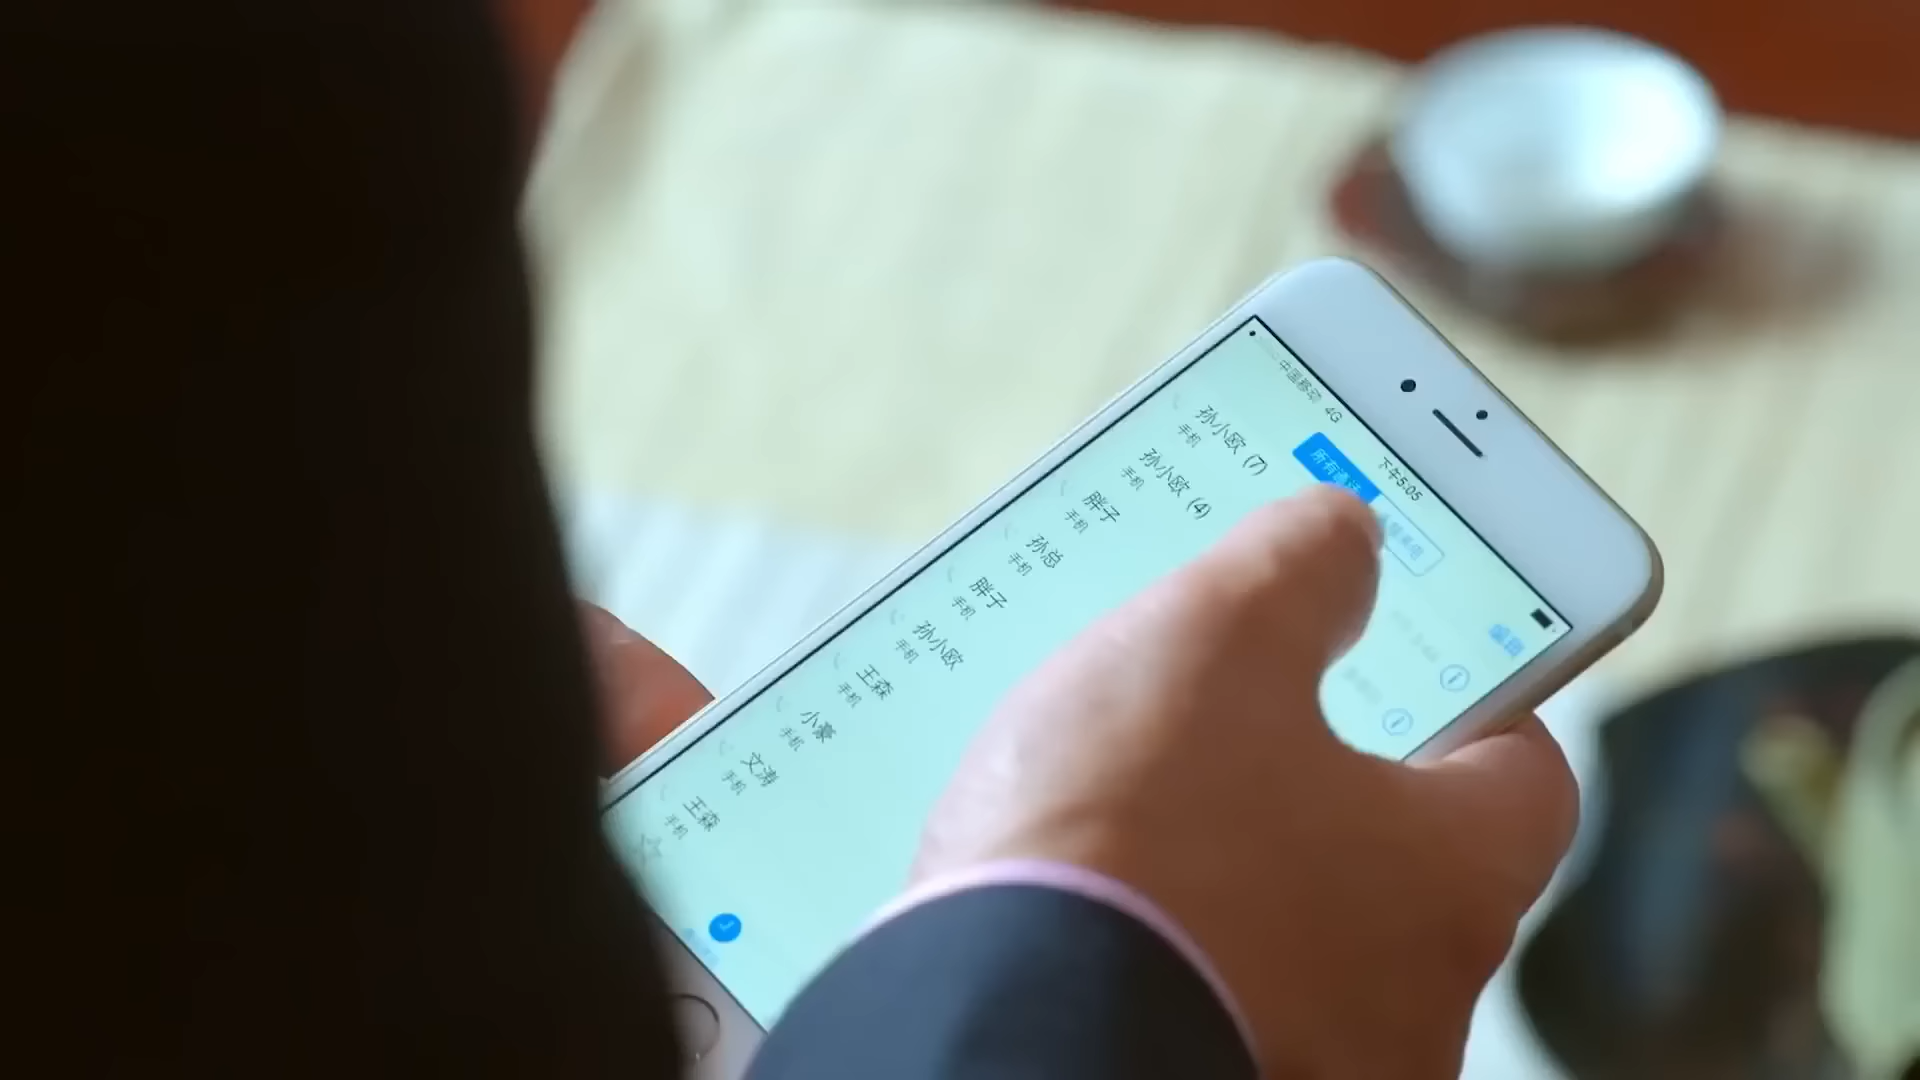 中国移动 4G 下午5:05
所有通话
编辑
孙小欧 (7)
手机
孙小欧 (4)
手机
胖子
手机
孙总
手机
胖子
手机
孙小欧
手机
王森
手机
小豪
手机
文涛
手机
王森
手机